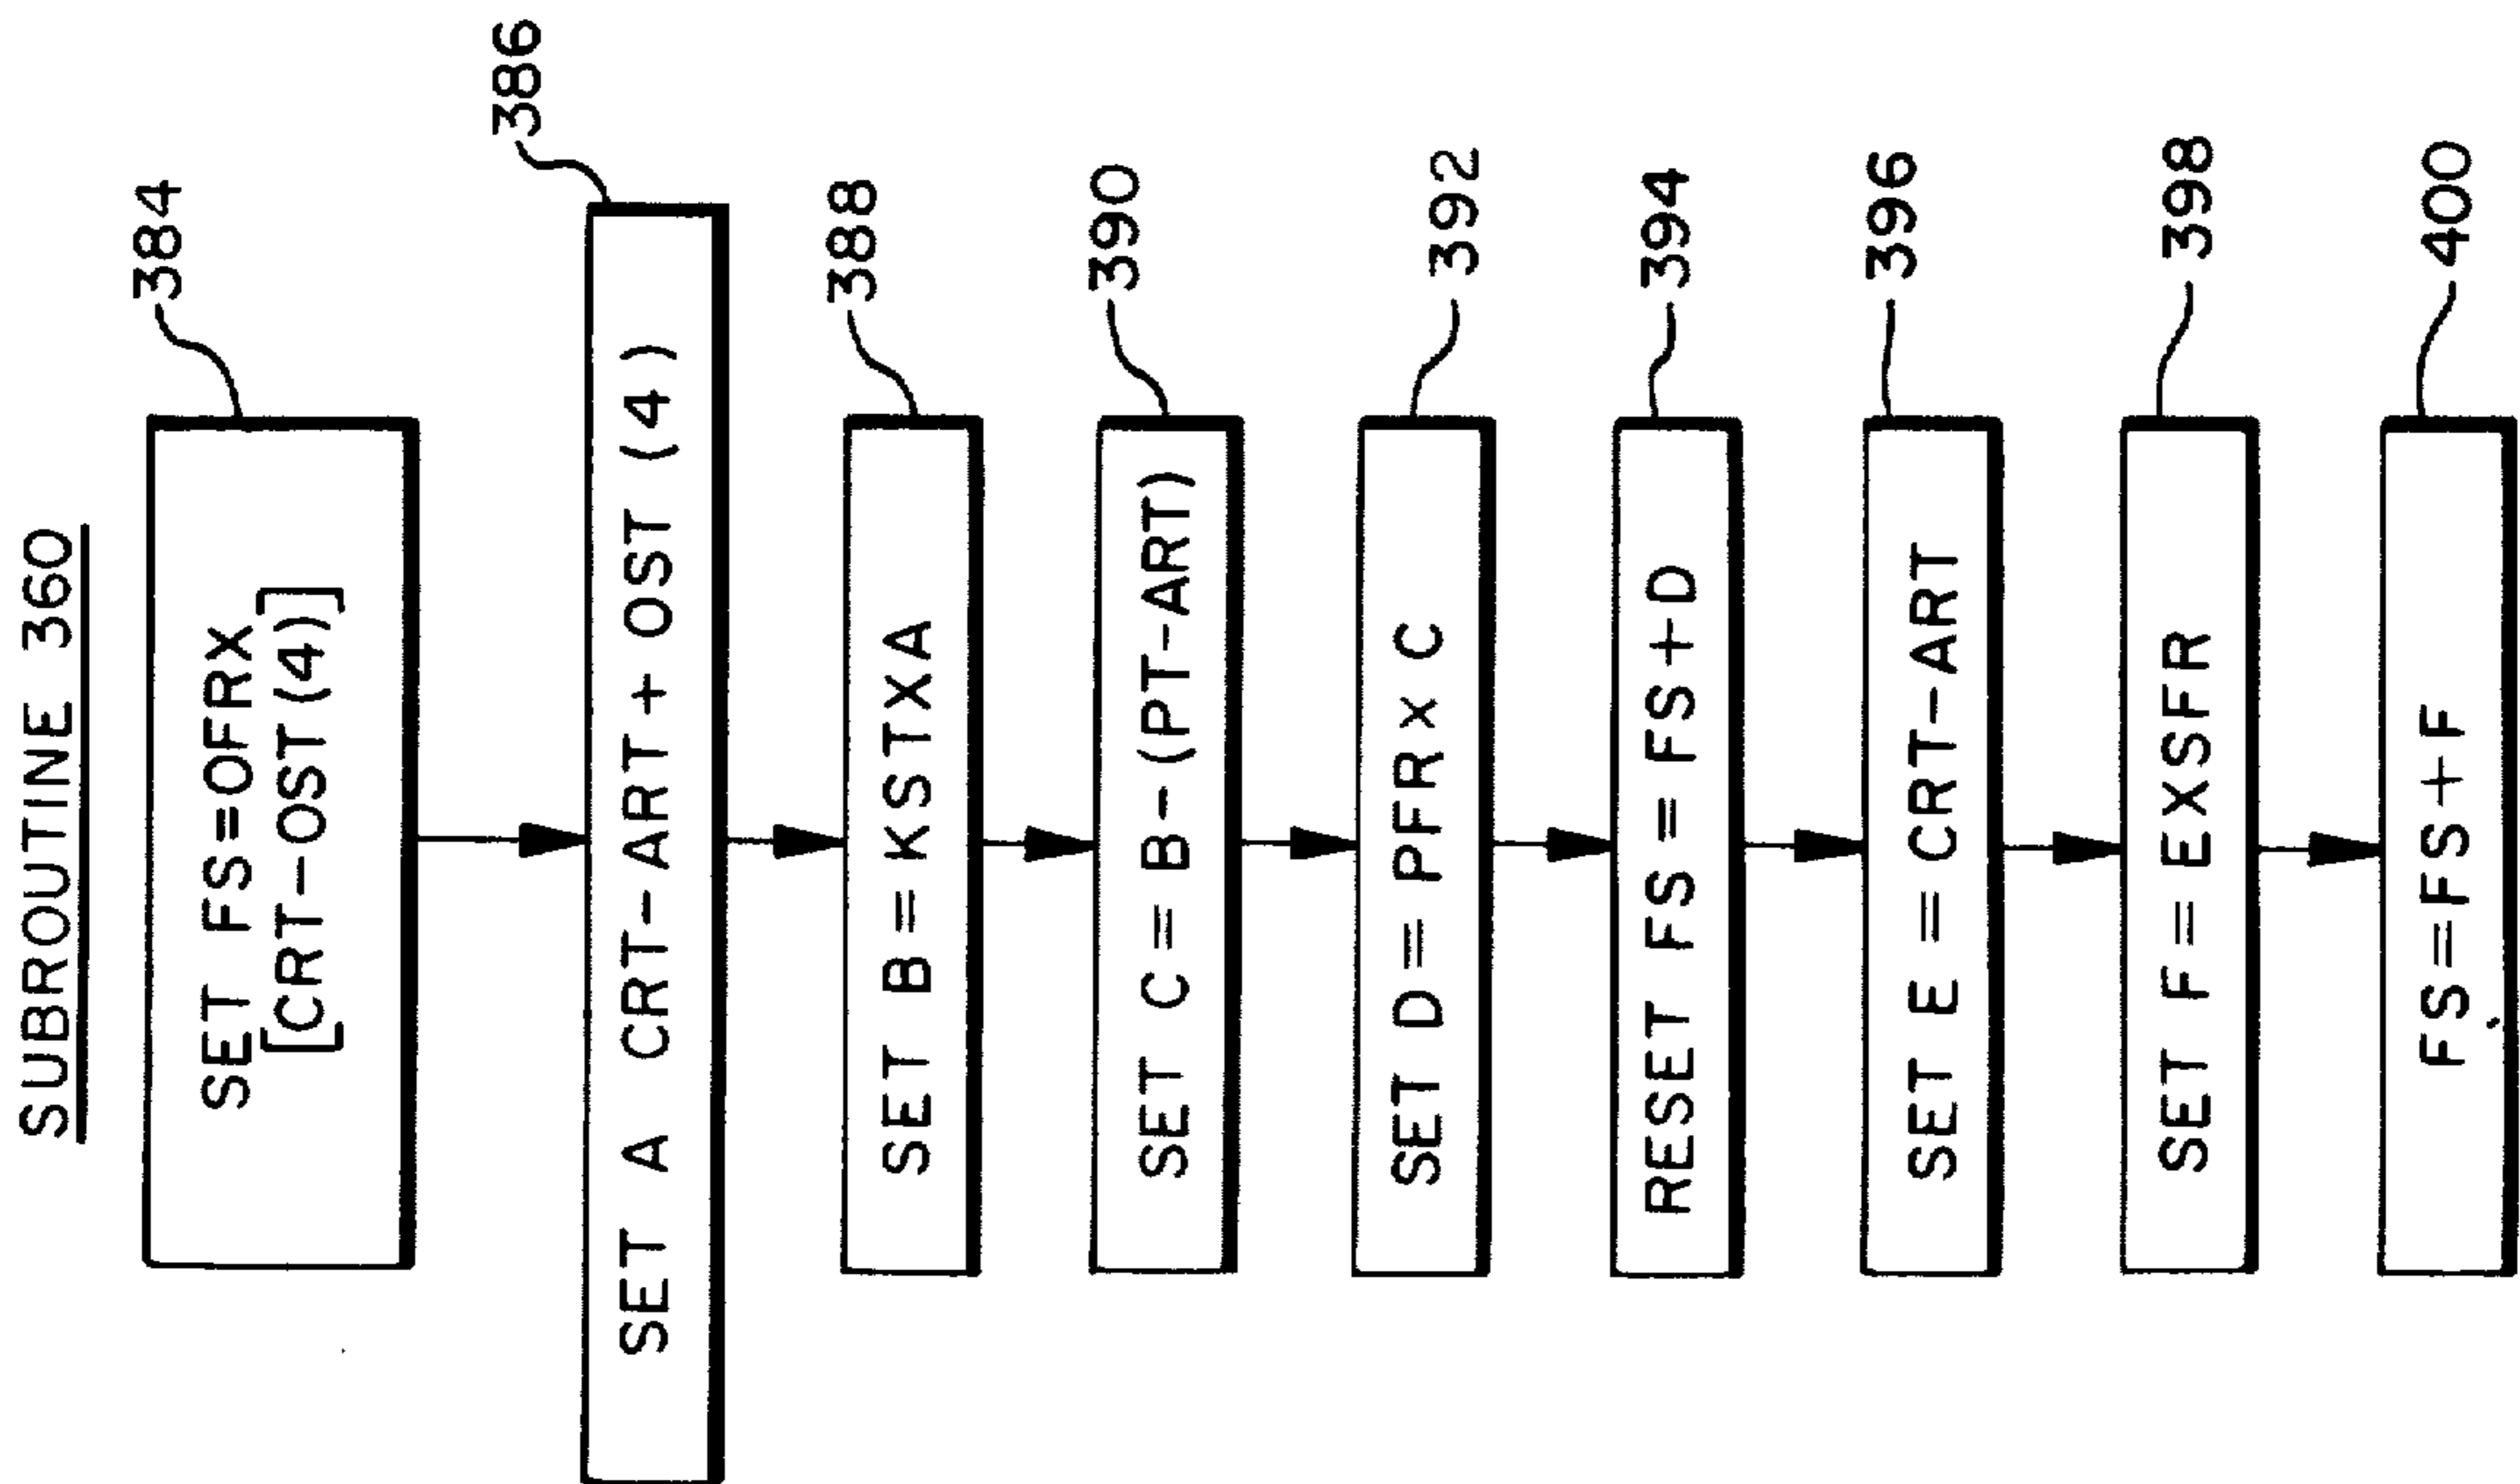 SUBROUTINE 360
384
SET FS=OFRX
[CRT-OST(4)]
386
SET A CRT-ART+OST (4)
388
SET B=KSTXA
390
SET C=B-(PT-ART)
392
SET D=PFRx C
394
RESET FS = FS+D
396
SET E = CRT-ART
398
SET F= EXSFR
400
FS=FS+F